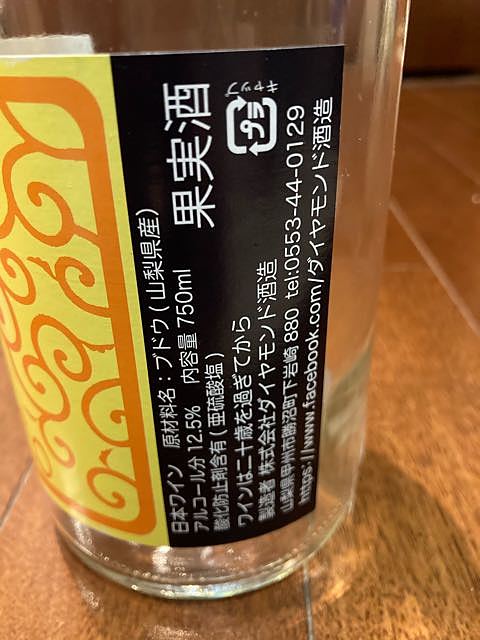 果実酒
キャップ
プラ
日本ワイン 原材料名：ブドウ(山梨県産)
アルコール分12.5% 内容量 750ml
酸化防止剤含有(亜硫酸塩)
ワインは二十歳を過ぎてから
製造者 株式会社ダイヤモンド酒造
山梨県甲州市勝沼町下岩崎 880 tel:0553-44-0129
https://www.facebook.com/ダイヤモンド酒造